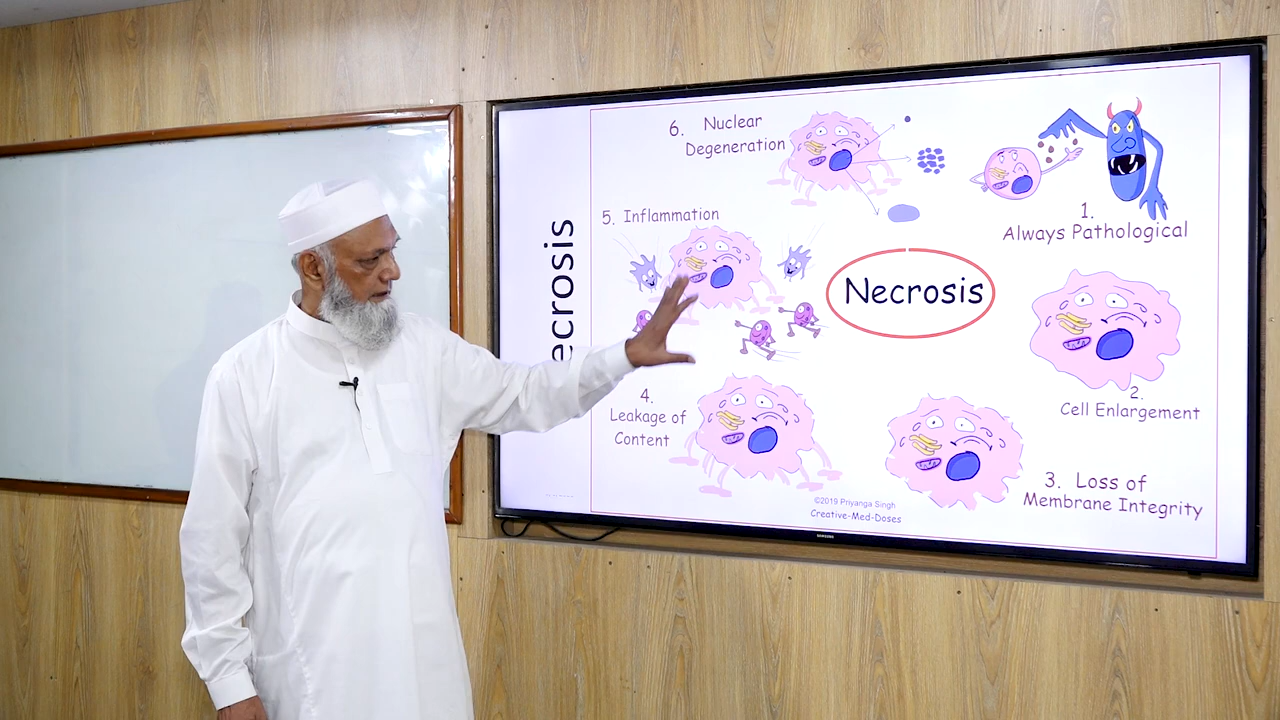 ecrosis
6. Nuclear
Degeneration
1.
Always Pathological
5. Inflammation
Necrosis
2.
Cell Enlargement
4.
Leakage of
Content
3. Loss of
Membrane Integrity
©2019 Priyanga Singh
Creative-Med-Doses
SAMSUNG